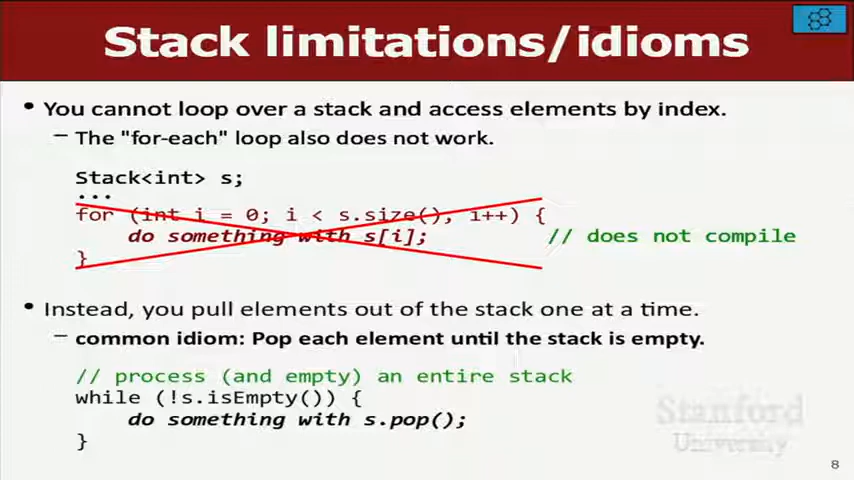 Stack limitations/idioms
• You cannot loop over a stack and access elements by index.
– The "for-each" loop also does not work.
Stack<int> s;
...
for (int i = 0; i < s.size(), i++) {
do something with s[i]; // does not compile
}
• Instead, you pull elements out of the stack one at a time.
– common idiom: Pop each element until the stack is empty.
// process (and empty) an entire stack
while (!s.isEmpty()) {
do something with s.pop();
}
Stanford
University
8